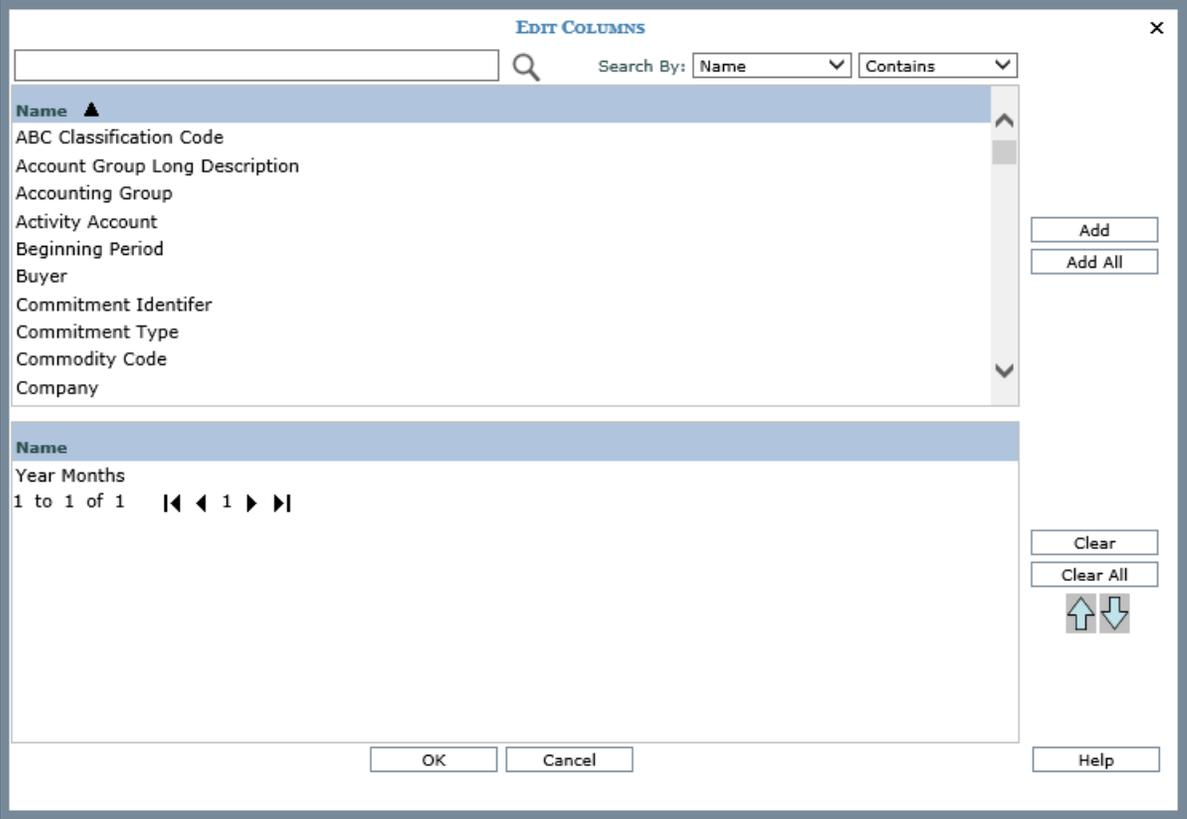 EDIT COLUMNS
Search By: Name Contains
Name
ABC Classification Code
Account Group Long Description
Accounting Group
Activity Account
Beginning Period
Buyer
Commitment Identifer
Commitment Type
Commodity Code
Company
Add
Add All
Name
Year Months
1 to 1 of 1 1
Clear
Clear All
OK Cancel Help